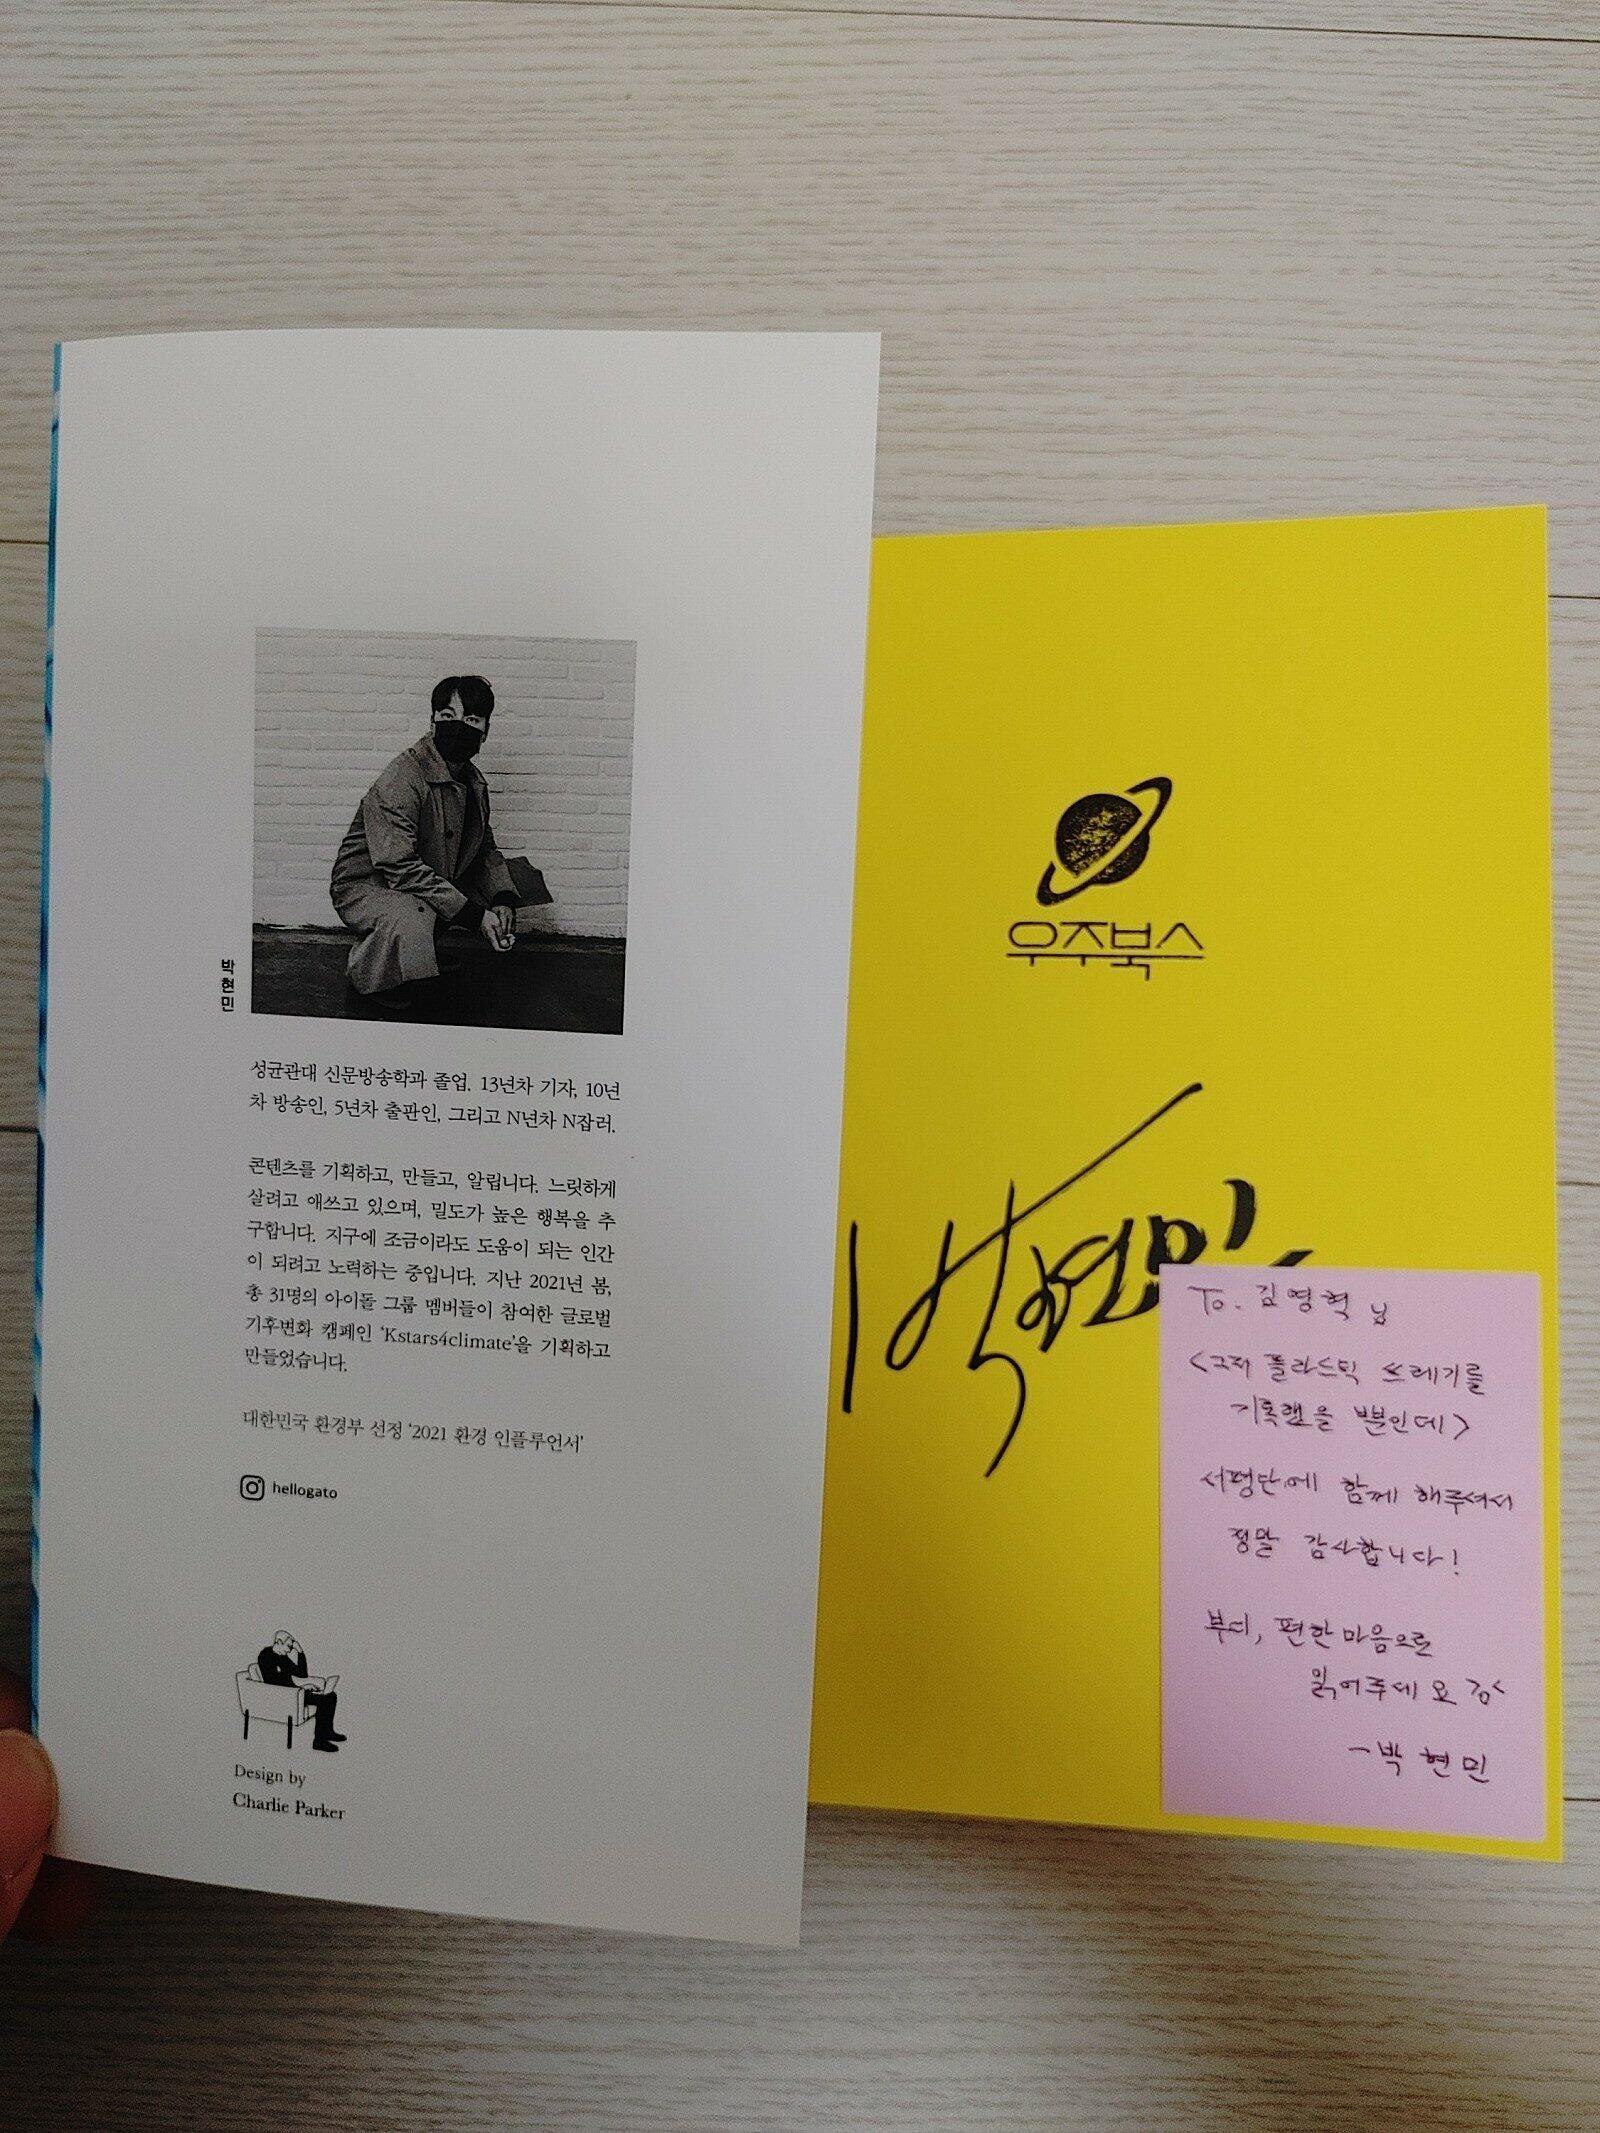 박현민
성균관대 신문방송학과 졸업. 13년차 기자, 10년
차 방송인, 5년차 출판인, 그리고 N년차 N잡러.
콘텐츠를 기획하고, 만들고, 알립니다. 느릿하게
살려고 애쓰고 있으며, 밀도가 높은 행복을 추
구합니다. 지구에 조금이라도 도움이 되는 인간
이 되려고 노력하는 중입니다. 지난 2021년 봄,
총 31명의 아이돌 그룹 멤버들이 참여한 글로벌
기후변화 캠페인 ‘Kstars4climate’을 기획하고
만들었습니다.
대한민국 환경부 선정 ‘2021 환경 인플루언서’
hellogato
Design by
Charlie Parker
우주북스
박현민
To. 김영혁 님
<그저 플라스틱 쓰레기를
기록했을 뿐인데>
서평단에 함께 해주셔서
정말 감사합니다!
부디, 편한 마음으로
읽어주세요
-박현민